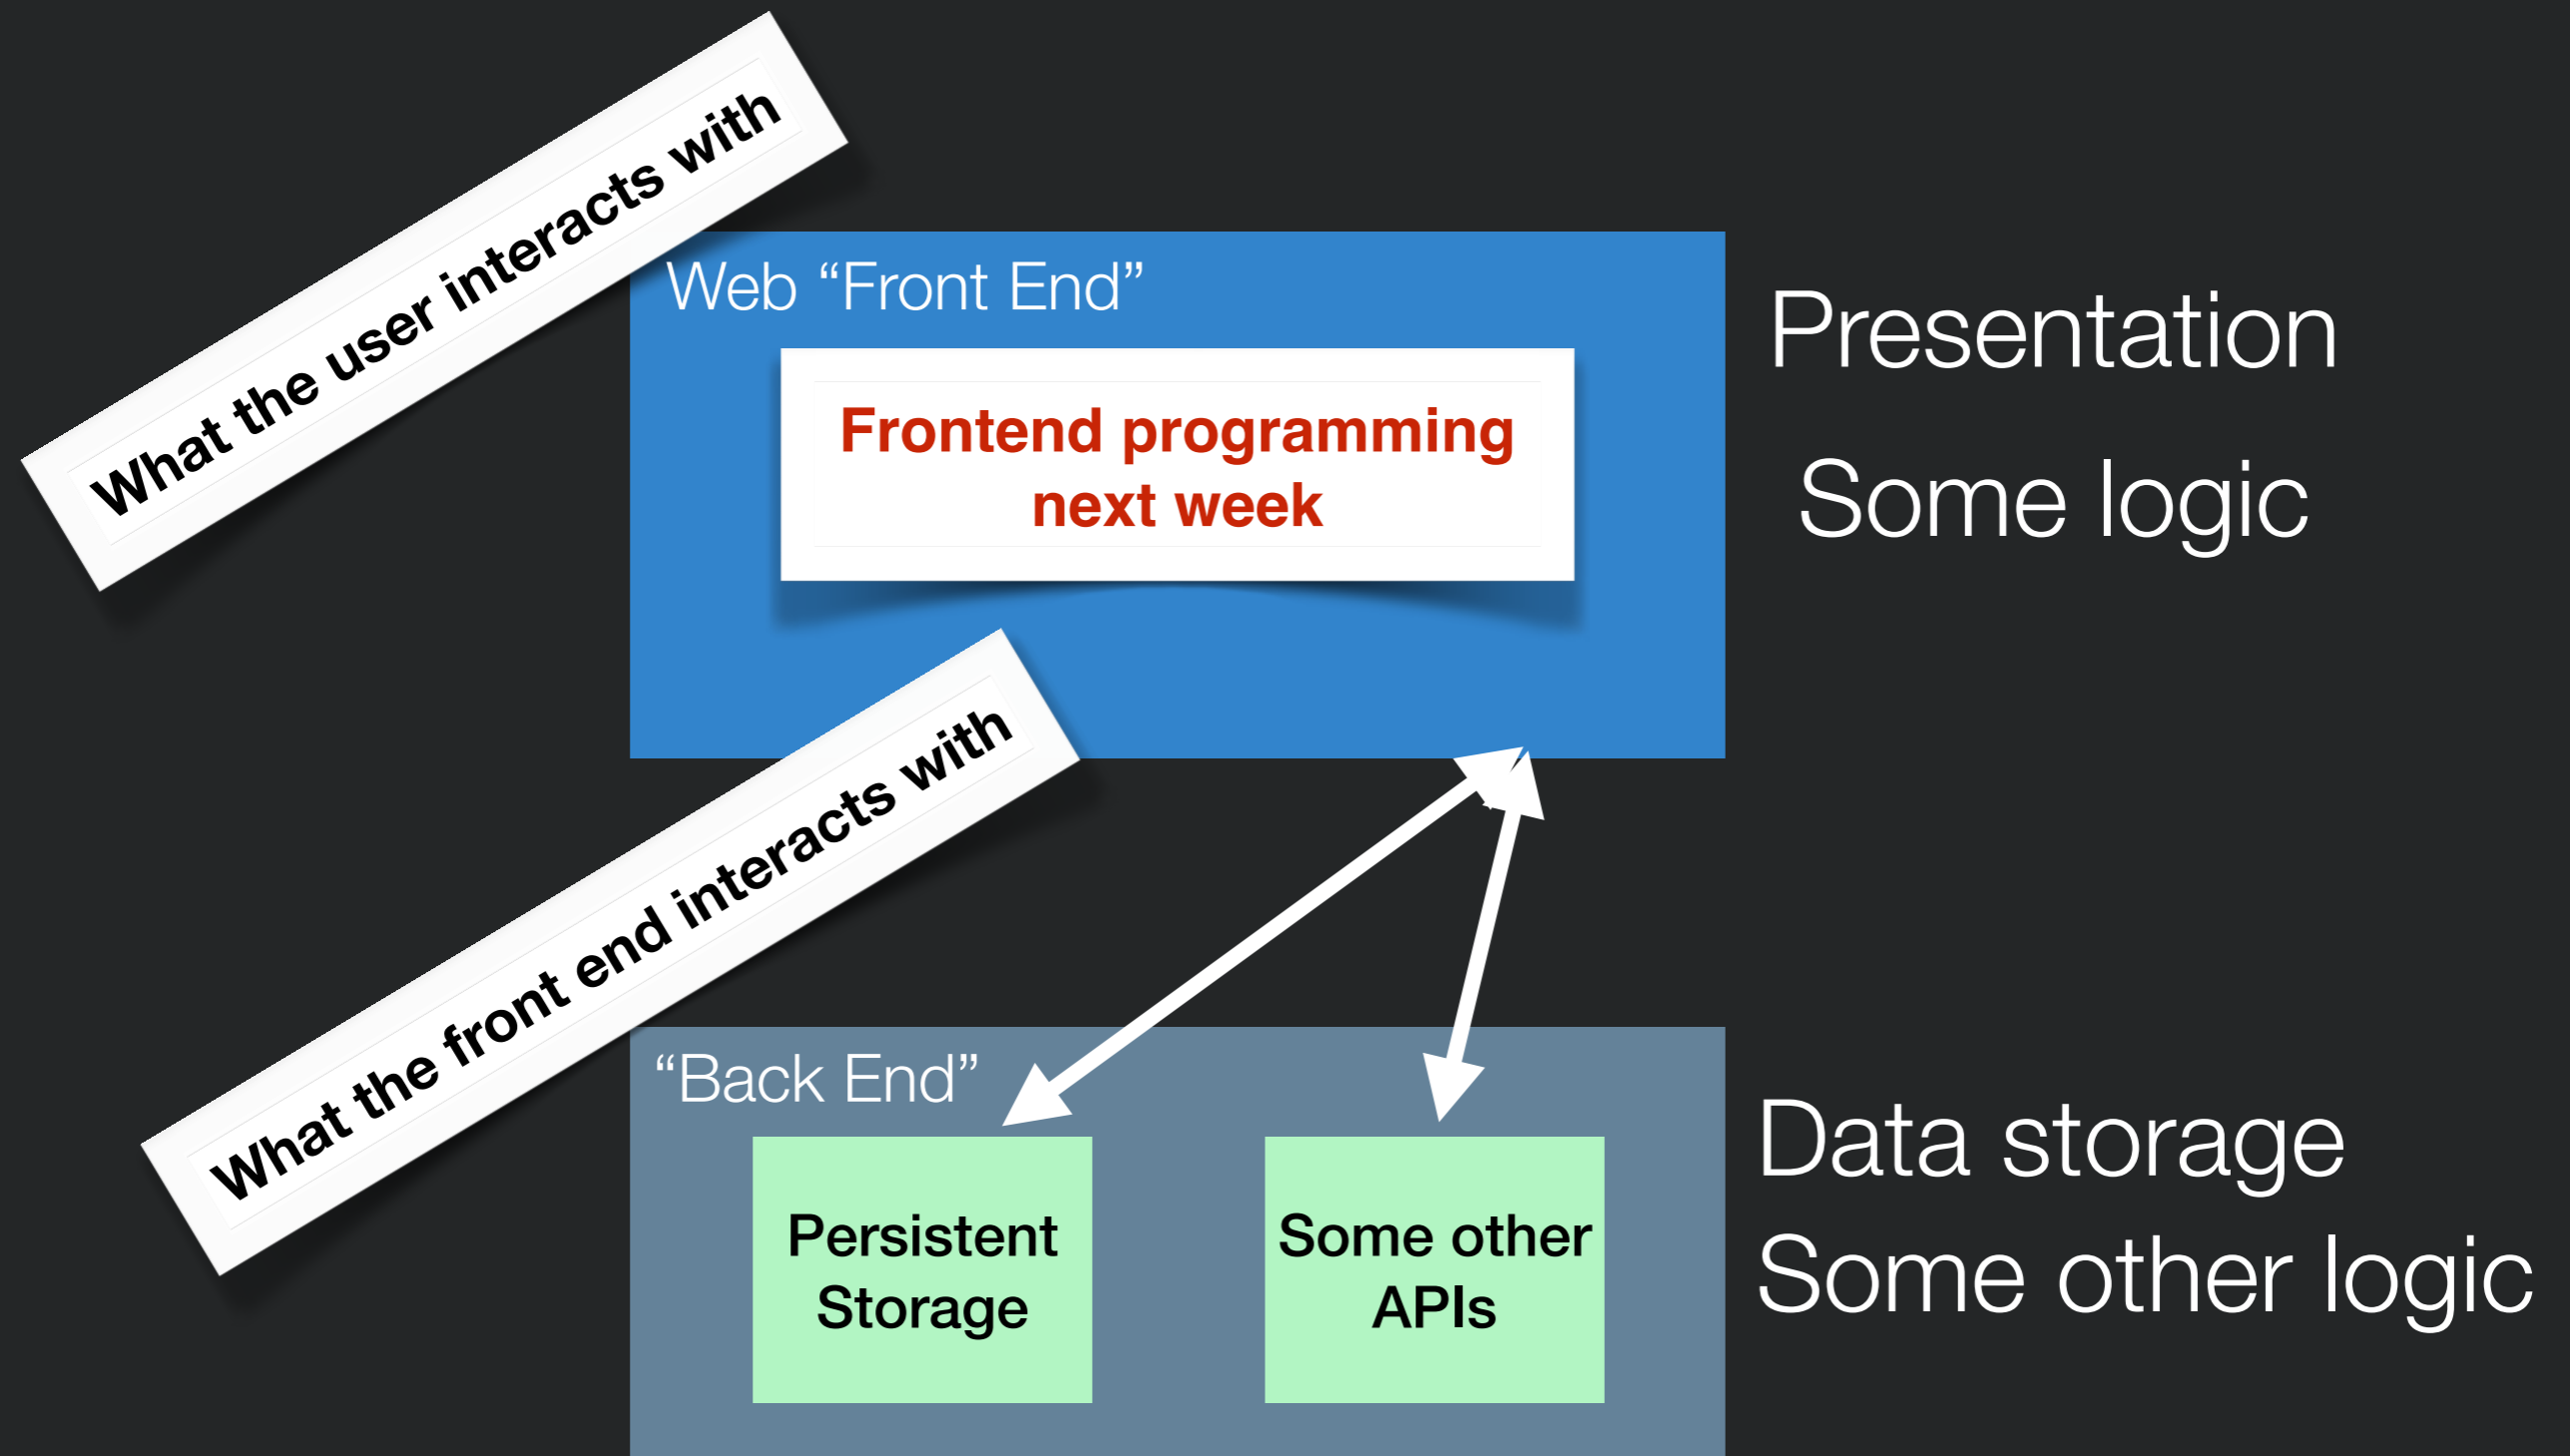 What the user interacts with
Web “Front End”
Frontend programming
next week
Presentation
Some logic
What the front end interacts with
“Back End”
Persistent
Storage
Some other
APIs
Data storage
Some other logic